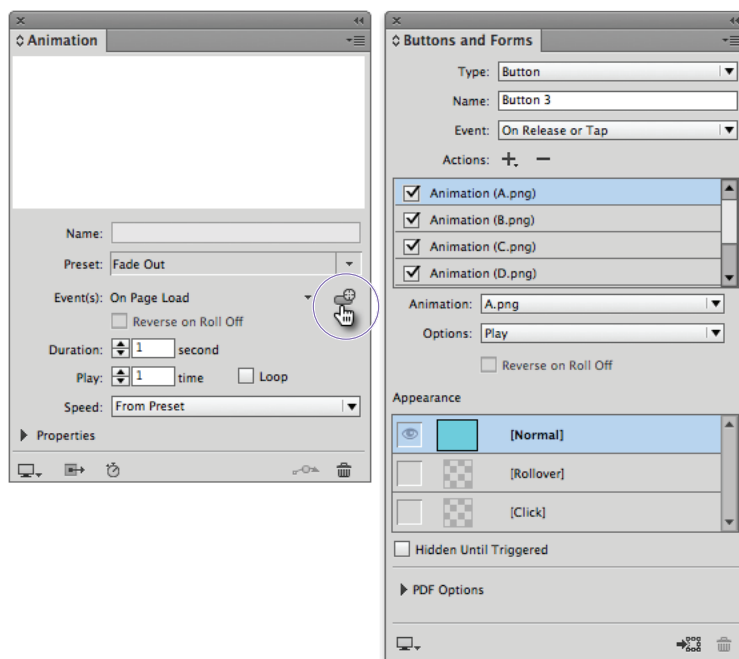 Animation
Name:
Preset: Fade Out
Event(s): On Page Load
Reverse on Roll Off
Duration: 1 second
Play: 1 time Loop
Speed: From Preset
Properties
Buttons and Forms
Type: Button
Name: Button 3
Event: On Release or Tap
Actions:
Animation (A.png)
Animation (B.png)
Animation (C.png)
Animation (D.png)
Animation: A.png
Options: Play
Reverse on Roll Off
Appearance
[Normal]
[Rollover]
[Click]
Hidden Until Triggered
PDF Options